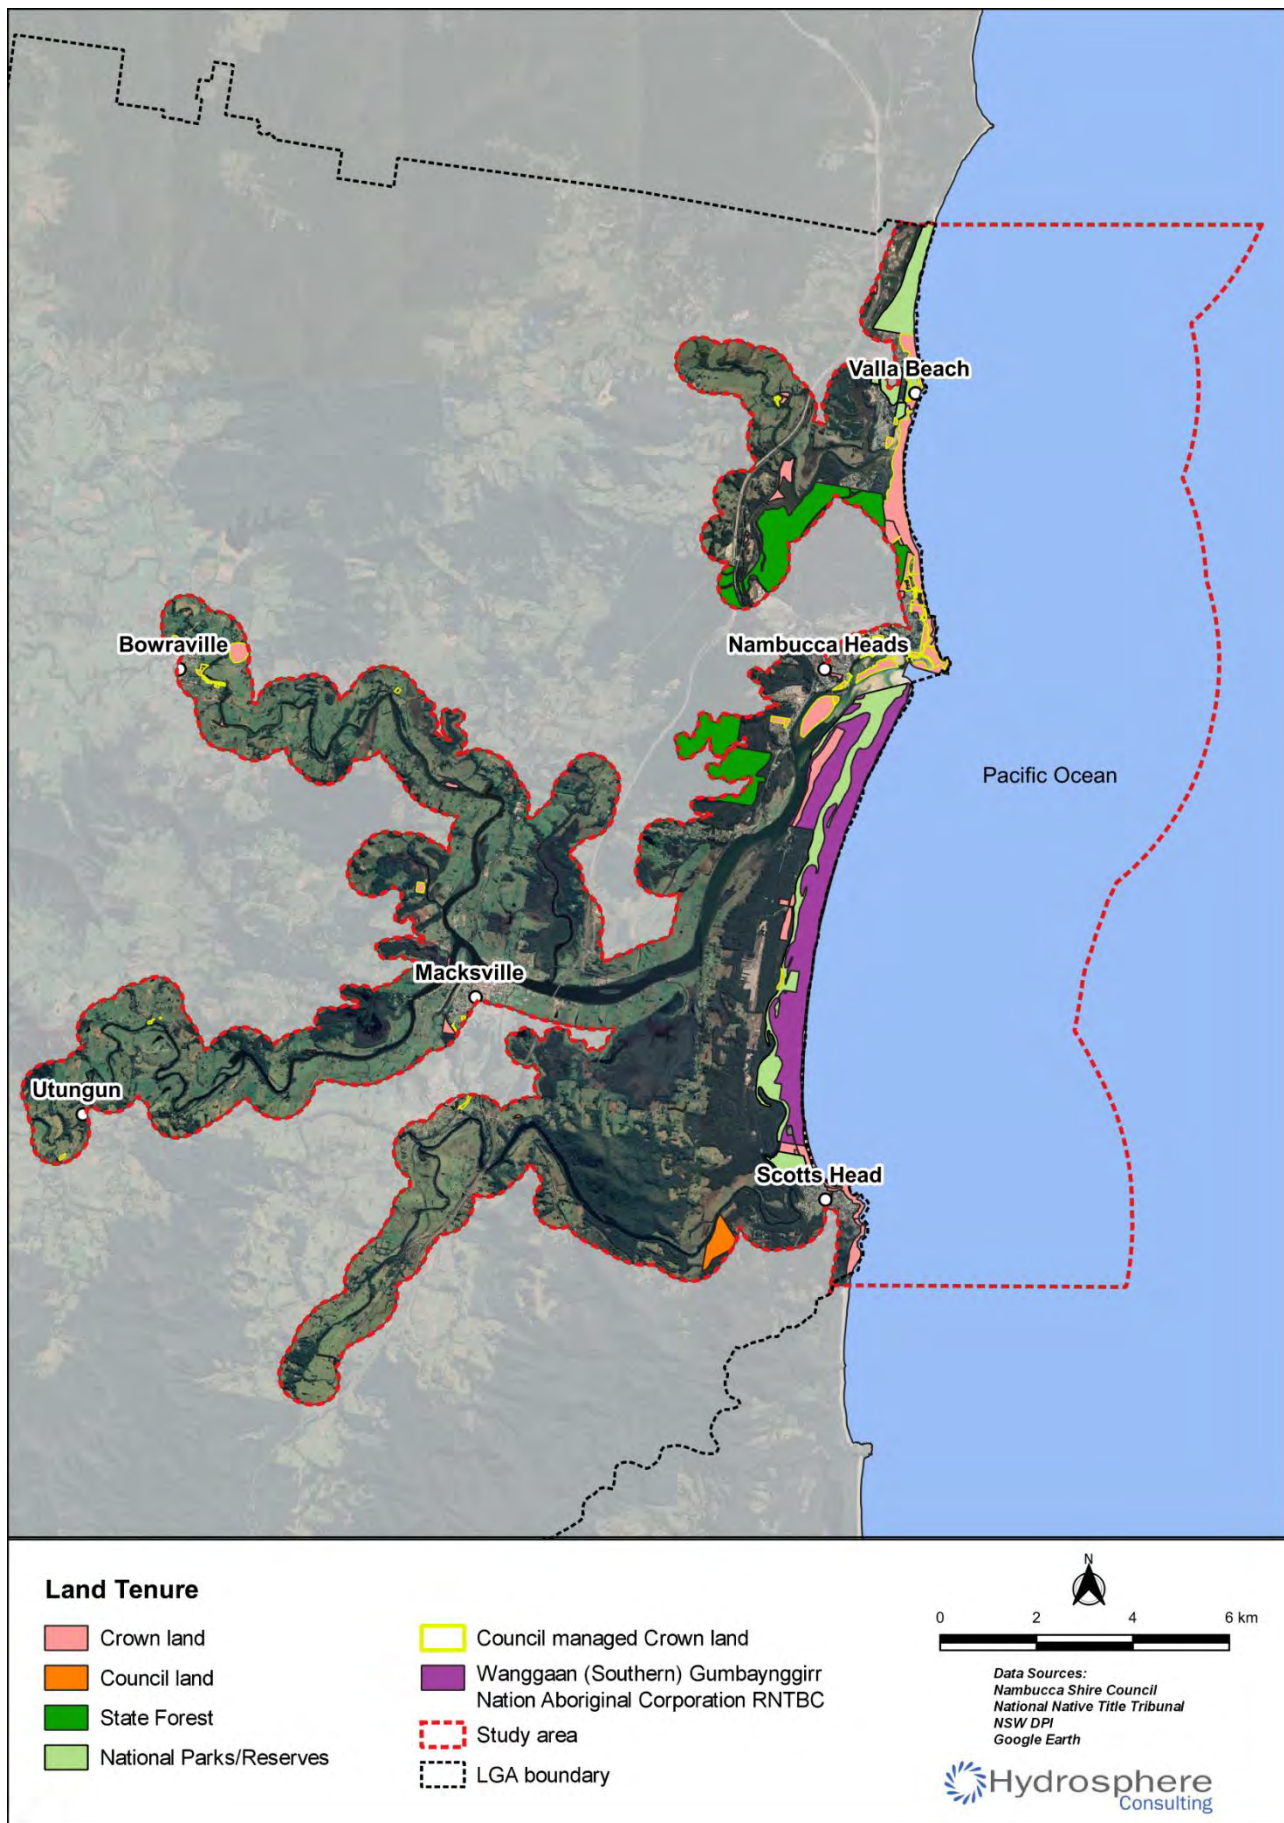 Valla Beach
Bowraville
Nambucca Heads
Pacific Ocean
Macksville
Utungun
Scotts Head
Land Tenure
Crown land
Council land
State Forest
National Parks/Reserves
Council managed Crown land
Wanggaan (Southern) Gumbaynggirr
Nation Aboriginal Corporation RNTBC
Study area
LGA boundary
N
0 2 4 6 km
Data Sources:
Nambucca Shire Council
National Native Title Tribunal
NSW DPI
Google Earth
Hydrosphere
Consulting